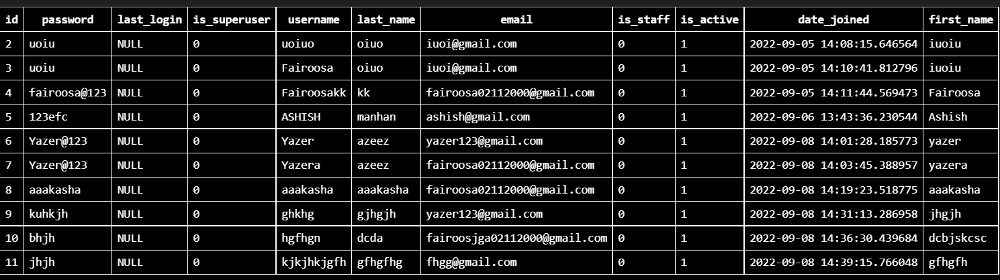 id password last_login is_superuser username last_name email is_staff is_active date_joined first_name
2 uoiu NULL 0 uoiuo oiuo iuoi@gmail.com 0 1 2022-09-05 14:08:15.646564 iuoiu
3 uoiu NULL 0 Fairoosa oiuo iuoi@gmail.com 0 1 2022-09-05 14:10:41.812796 iuoiu
4 fairoosa@123 NULL 0 Fairoosakk kk fairoosa02112000@gmail.com 0 1 2022-09-05 14:11:44.569473 Fairoosa
5 123efc NULL 0 ASHISH manhan ashish@gmail.com 0 1 2022-09-06 13:43:36.230544 Ashish
6 Yazer@123 NULL 0 Yazer azeez yazer123@gmail.com 0 1 2022-09-08 14:01:28.185773 yazer
7 Yazer@123 NULL 0 Yazera azeez fairoosa02112000@gmail.com 0 1 2022-09-08 14:03:45.388957 yazera
8 aaakasha NULL 0 aaakasha aaakasha fairoosa02112000@gmail.com 0 1 2022-09-08 14:19:23.518775 aaakasha
9 kuhkjh NULL 0 ghkhg gjhgjh yazer123@gmail.com 0 1 2022-09-08 14:31:13.286958 jhgjh
10 bhjh NULL 0 hgfhgn dcda fairoosjga02112000@gmail.com 0 1 2022-09-08 14:36:30.439684 dcbjskcsc
11 jhjh NULL 0 kjkjhkjgfh gfhgfhg fhgg@gmail.com 0 1 2022-09-08 14:39:15.766048 gfhgfh